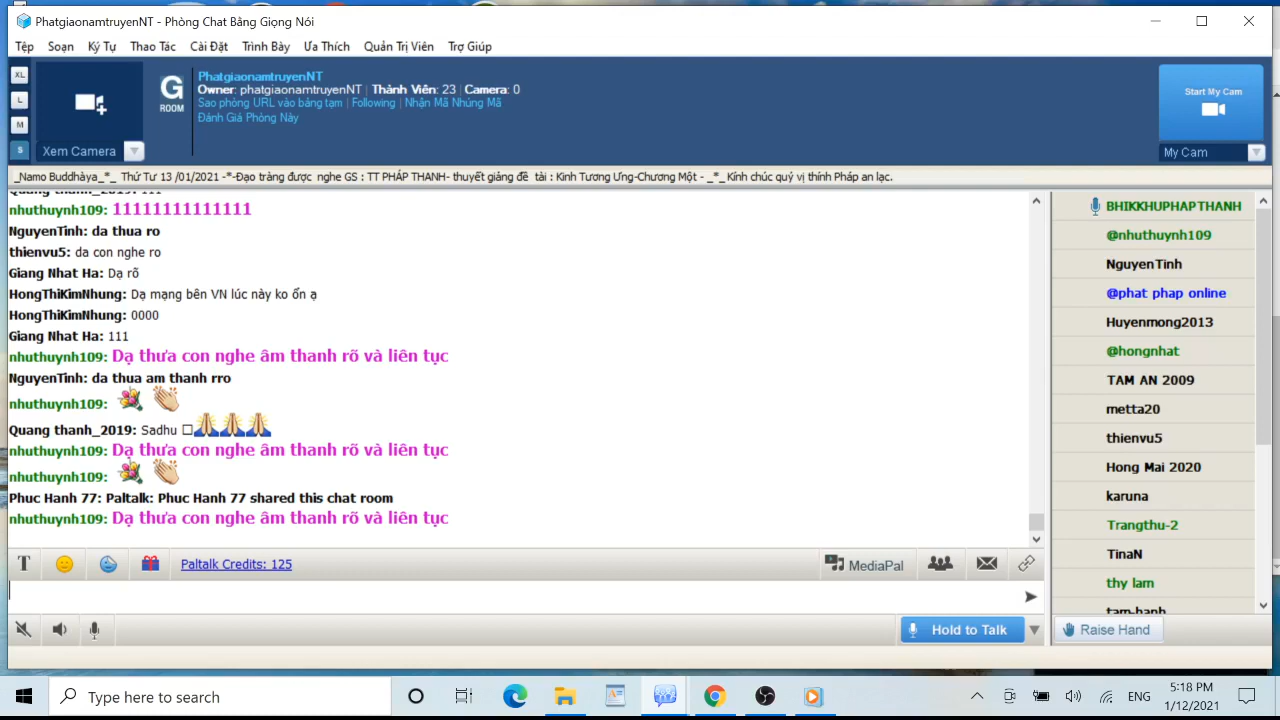 PhatgiaonamtruyenNT - Phòng Chat Bằng Giọng Nói
Tệp Soạn Ký Tự Thao Tác Cài Đặt Trình Bày Ưa Thích Quản Trị Viên Trợ Giúp
XL
L
M
S
Xem Camera
G
ROOM
PhatgiaonamtruyenNT
Owner: phatgiaonamtruyenNT | Thành Viên: 23 | Camera: 0
Sao phòng URL vào bảng tạm | Following | Nhận Mã Nhúng Mã
Đánh Giá Phòng Này
Start My Cam
My Cam
_Namo Buddhàya_*_ Thứ Tư 13 /01/2021 -*-Đạo tràng được nghe GS : TT PHÁP THANH- thuyết giảng đề tài : Kinh Tương Ưng-Chương Một - _*_Kính chúc quý vị thính Pháp an lạc.
Quang thanh_2019: 111
nhuthuynh109: 11111111111111
NguyenTinh: da thua ro
thienvu5: da con nghe ro
Giang Nhat Ha: Dạ rõ
HongThiKimNhung: Dạ mạng bên VN lúc này ko ổn ạ
HongThiKimNhung: 0000
Giang Nhat Ha: 111
nhuthuynh109: Dạ thưa con nghe âm thanh rõ và liên tục
NguyenTinh: da thua am thanh rro
nhuthuynh109:
Quang thanh_2019: Sadhu
nhuthuynh109: Dạ thưa con nghe âm thanh rõ và liên tục
nhuthuynh109:
Phuc Hanh 77: Paltalk: Phuc Hanh 77 shared this chat room
nhuthuynh109: Dạ thưa con nghe âm thanh rõ và liên tục
BHIKKHUPHAPTHANH
@nhuthuynh109
NguyenTinh
@phat phap online
Huyenmong2013
@hongnhat
TAM AN 2009
metta20
thienvu5
Hong Mai 2020
karuna
Trangthu-2
TinaN
thy lam
tam-hanh
T
Paltalk Credits: 125
MediaPal
Hold to Talk
Raise Hand
Type here to search
ENG
5:18 PM
1/12/2021